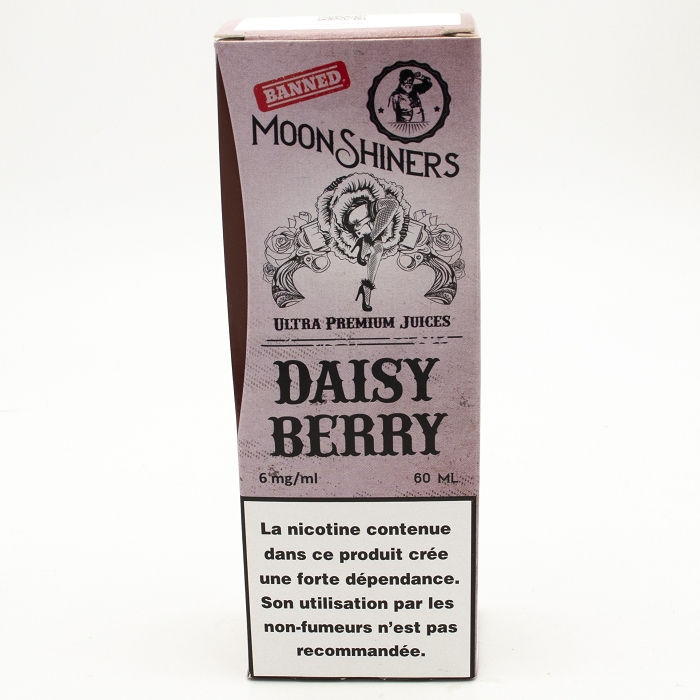 BANNED
MOONSHINERS
ULTRA PREMIUM JUICES
DAISY
BERRY
6 mg/ml 60 ML
La nicotine contenue
dans ce produit crée
une forte dépendance.
Son utilisation par les
non-fumeurs n'est pas
recommandée.